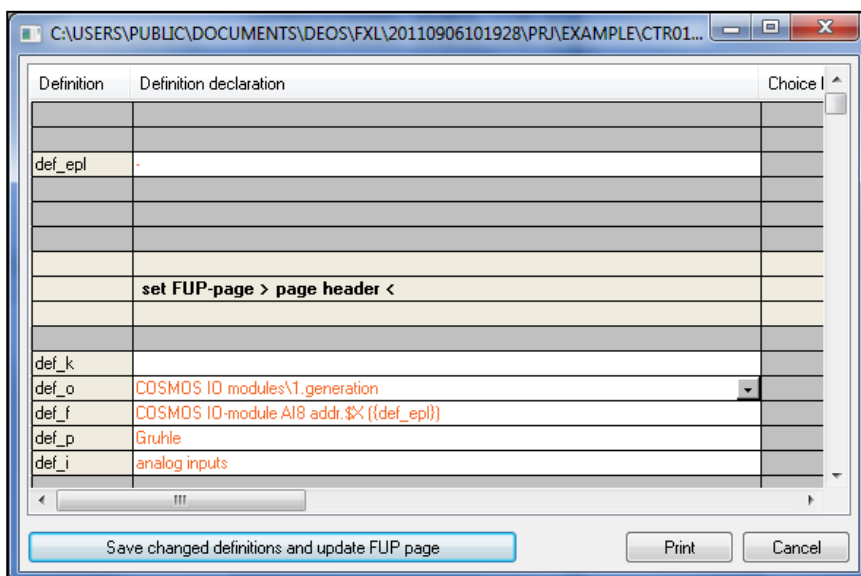 C:\USERS\PUBLIC\DOCUMENTS\DEOS\FXL\20110906101928\PRJ\EXAMPLE\CTR01...
Definition Definition declaration Choice l
def_epl -
set FUP-page > page header <
def_k
def_o COSMOS IO modules\1.generation
def_f COSMOS IO-module AI8 addr.$X ({def_epl})
def_p Gruhle
def_i analog inputs
Save changed definitions and update FUP page Print Cancel